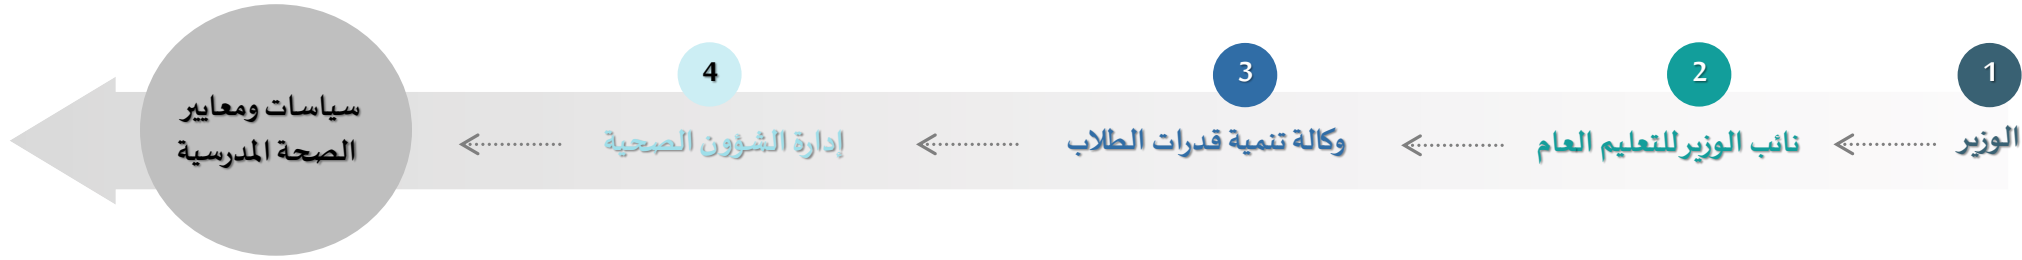 1
الوزير
2
نائب الوزير للتعليم العام
3
وكالة تنمية قدرات الطلاب
4
إدارة الشؤون الصحية
سياسات ومعايير
الصحة المدرسية